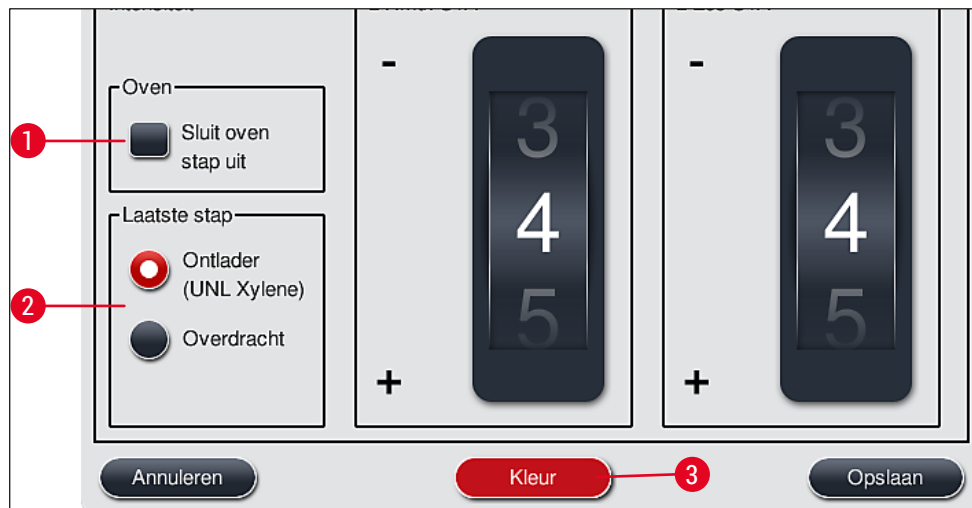 Oven
1
Sluit oven
stap uit
Laatste stap
2
Ontlader
(UNL Xylene)
Overdracht
-
3
4
5
+
-
3
4
5
+
Annuleren
Kleur
3
Opslaan